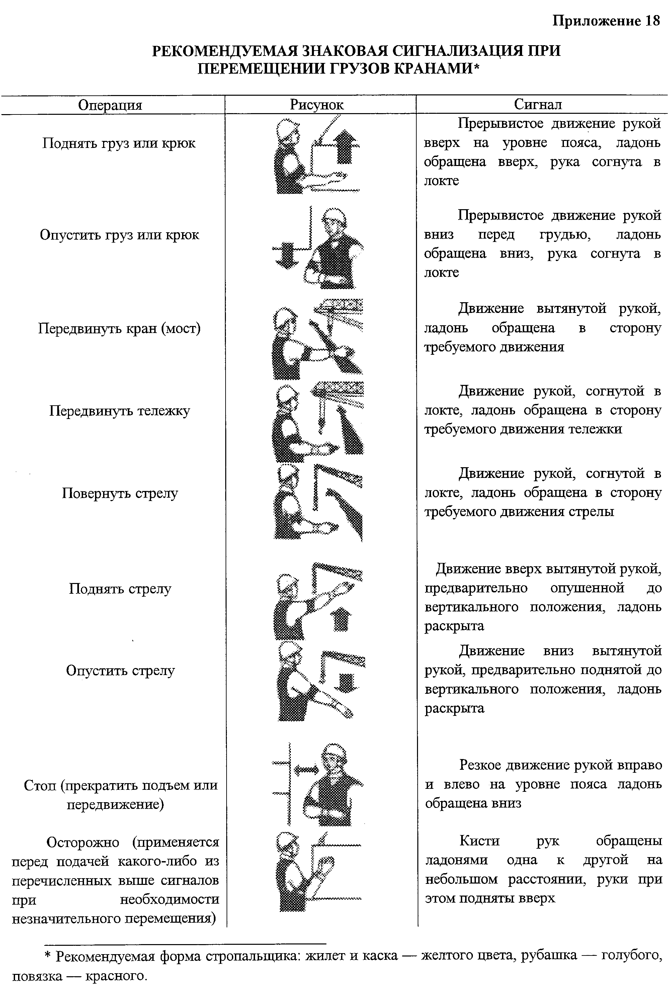 Приложение 18
РЕКОМЕНДУЕМАЯ ЗНАКОВАЯ СИГНАЛИЗАЦИЯ ПРИ
ПЕРЕМЕЩЕНИИ ГРУЗОВ КРАНАМИ*
Операция
Рисунок
Сигнал
Поднять груз или крюк
Прерывистое движение рукой
вверх на уровне пояса, ладонь
обращена вверх, рука согнута в
локте
Опустить груз или крюк
Прерывистое движение рукой
вниз перед грудью, ладонь
обращена вниз, рука согнута в
локте
Передвинуть кран (мост)
Движение вытянутой рукой,
ладонь обращена в сторону
требуемого движения
Передвинуть тележку
Движение рукой, согнутой в
локте, ладонь обращена в сторону
требуемого движения тележки
Повернуть стрелу
Движение рукой, согнутой в
локте, ладонь обращена в сторону
требуемого движения стрелы
Поднять стрелу
Движение вверх вытянутой рукой,
предварительно опушенной до
вертикального положения, ладонь
раскрыта
Опустить стрелу
Движение вниз вытянутой
рукой, предварительно поднятой до
вертикального положения, ладонь
раскрыта
Стоп (прекратить подъем или
передвижение)
Резкое движение рукой вправо
и влево на уровне пояса ладонь
обращена вниз
Осторожно (применяется
перед подачей какого-либо из
перечисленных выше сигналов
при необходимости
незначительного перемещения)
Кисти рук обращены
ладонями одна к другой на
небольшом расстоянии, руки при
этом подняты вверх
* Рекомендуемая форма стропальщика: жилет и каска — желтого цвета, рубашка — голубого,
повязка — красного.